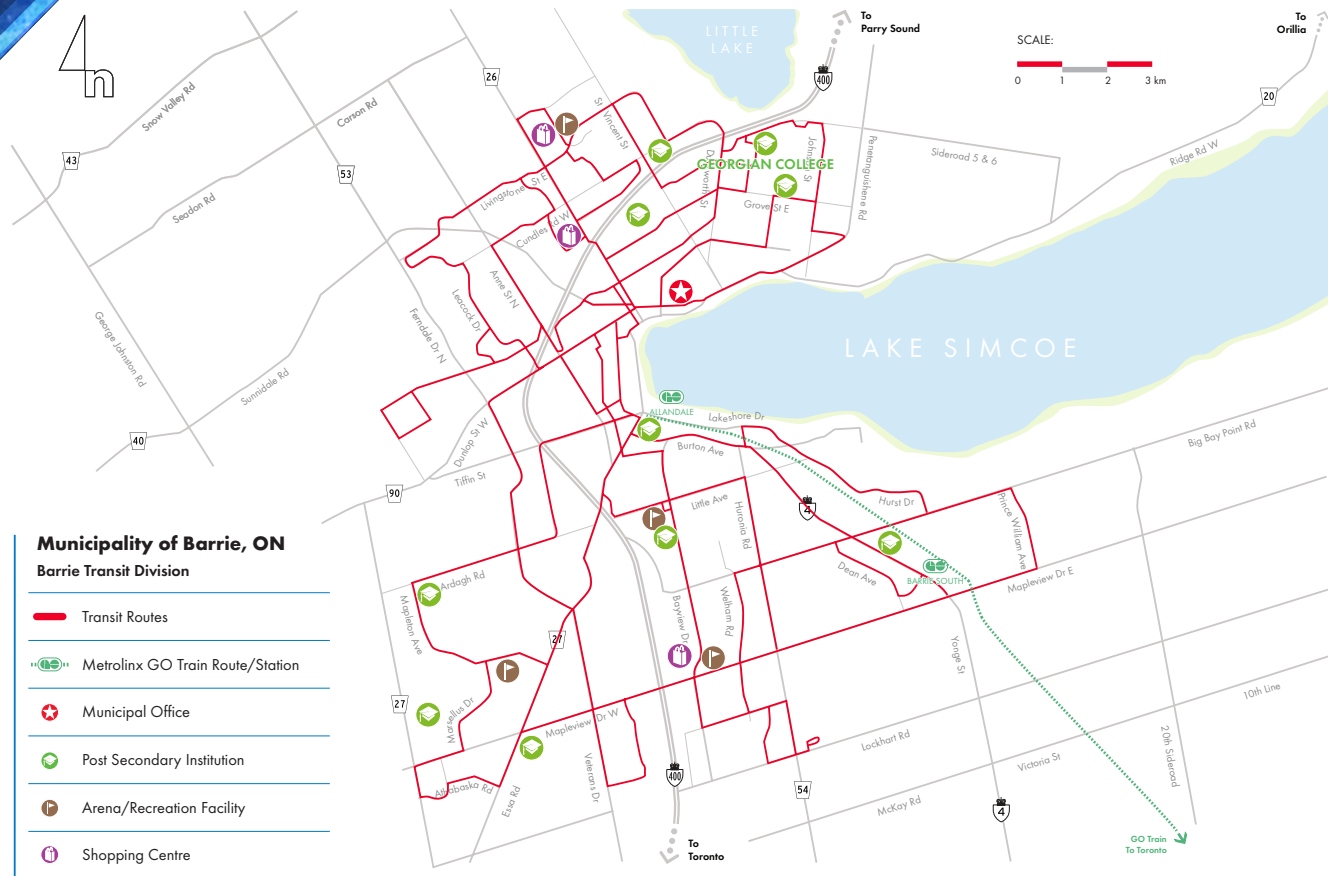 n
LITTLE
LAKE
To
Parry Sound
To
Orillia
SCALE:
0 1 2 3 km
400
20
26
43
53
40
90
27
27
54
4
4
400
Snow Valley Rd
Carson Rd
Seadon Rd
George Johnston Rd
Sunnidale Rd
St Vincent St
Livingstone St E
Cundles Rd W
Anne St N
Leacock Dr
Ferndale Dr N
Dunlop St W
Tiffin St
GEORGIAN COLLEGE
Johnson St
Grove St E
Penetanguishene Rd
Sideroad 5 & 6
Ridge Rd W
LAKE SIMCOE
ALLANDALE
Lakeshore Dr
Burton Ave
Little Ave
Huronia Rd
Hurst Dr
Prince William Ave
Big Bay Point Rd
Dean Ave
BARRIE SOUTH
Mapleview Dr E
Ardagh Rd
Mapleton Ave
Marsellus Dr
Mapleview Dr W
Athabaska Rd
Essa Rd
Veterans Dr
Bayview Dr
Welham Rd
Yonge St
Lockhart Rd
McKay Rd
Victoria St
10th Line
20th Sideroad
To
Toronto
GO Train
To Toronto
Municipality of Barrie, ON
Barrie Transit Division
Transit Routes
Metrolinx GO Train Route/Station
Municipal Office
Post Secondary Institution
Arena/Recreation Facility
Shopping Centre